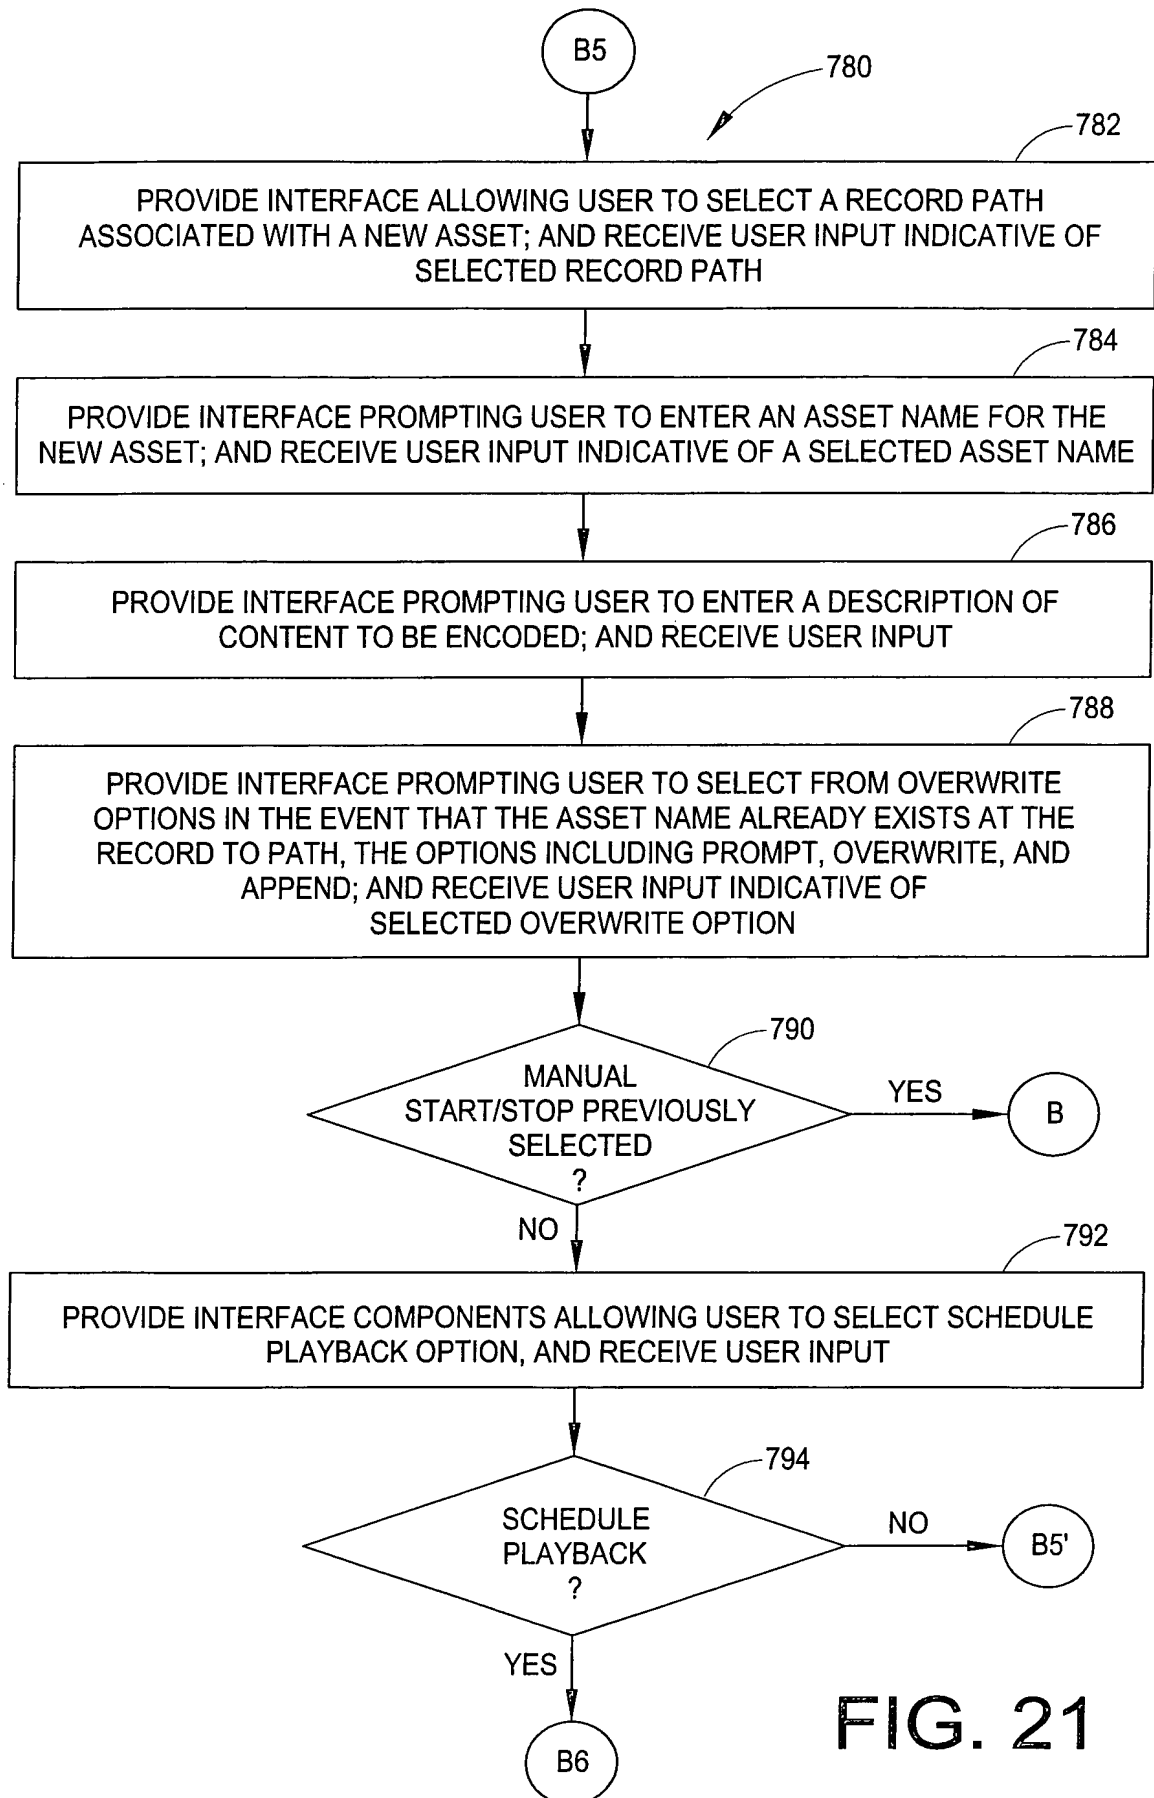 B5
780
782
PROVIDE INTERFACE ALLOWING USER TO SELECT A RECORD PATH
ASSOCIATED WITH A NEW ASSET; AND RECEIVE USER INPUT INDICATIVE OF
SELECTED RECORD PATH
784
PROVIDE INTERFACE PROMPTING USER TO ENTER AN ASSET NAME FOR THE
NEW ASSET; AND RECEIVE USER INPUT INDICATIVE OF A SELECTED ASSET NAME
786
PROVIDE INTERFACE PROMPTING USER TO ENTER A DESCRIPTION OF
CONTENT TO BE ENCODED; AND RECEIVE USER INPUT
788
PROVIDE INTERFACE PROMPTING USER TO SELECT FROM OVERWRITE
OPTIONS IN THE EVENT THAT THE ASSET NAME ALREADY EXISTS AT THE
RECORD TO PATH, THE OPTIONS INCLUDING PROMPT, OVERWRITE, AND
APPEND; AND RECEIVE USER INPUT INDICATIVE OF
SELECTED OVERWRITE OPTION
790
MANUAL
START/STOP PREVIOUSLY
SELECTED
?
YES
B
NO
792
PROVIDE INTERFACE COMPONENTS ALLOWING USER TO SELECT SCHEDULE
PLAYBACK OPTION, AND RECEIVE USER INPUT
794
SCHEDULE
PLAYBACK
?
NO
B5'
YES
B6
FIG. 21